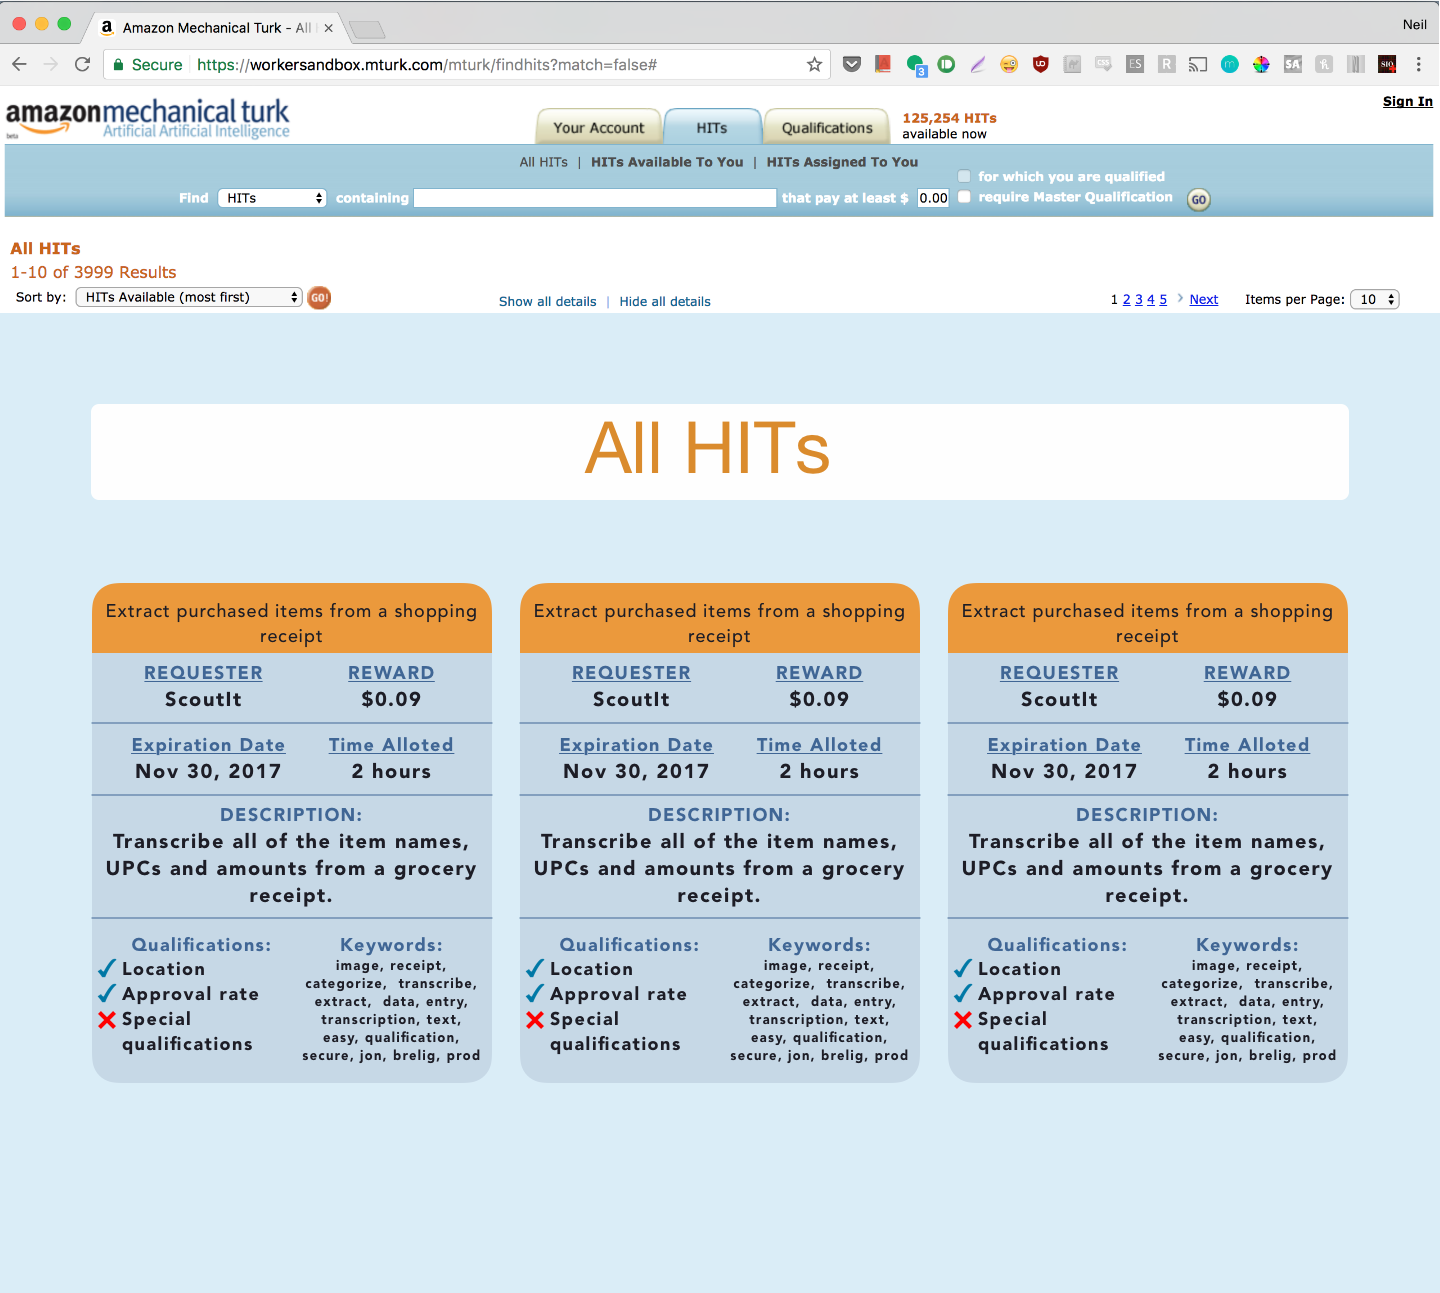 Amazon Mechanical Turk - All
Neil
Secure
https://workersandbox.mturk.com/mturk/findhits?match=false#
3
ES
R
SA
SIO
Sign In
amazonmechanical turk
beta
Artificial Artificial Intelligence
Your Account
HITs
Qualifications
125,254 HITs
available now
All HITs | HITs Available To You | HITs Assigned To You
for which you are qualified
Find HITs containing that pay at least $ 0.00 require Master Qualification GO
All HITs
1-10 of 3999 Results
Sort by: HITs Available (most first) GO!
Show all details | Hide all details
1 2 3 4 5 › Next
Items per Page: 10
All HITs
Extract purchased items from a shopping
receipt
REQUESTER REWARD
ScoutIt $0.09
Expiration Date Time Alloted
Nov 30, 2017 2 hours
DESCRIPTION:
Transcribe all of the item names,
UPCs and amounts from a grocery
receipt.
Qualifications:
Location
Approval rate
Special
qualifications
Keywords:
image, receipt,
categorize, transcribe,
extract, data, entry,
transcription, text,
easy, qualification,
secure, jon, brelig, prod
Extract purchased items from a shopping
receipt
REQUESTER REWARD
ScoutIt $0.09
Expiration Date Time Alloted
Nov 30, 2017 2 hours
DESCRIPTION:
Transcribe all of the item names,
UPCs and amounts from a grocery
receipt.
Qualifications:
Location
Approval rate
Special
qualifications
Keywords:
image, receipt,
categorize, transcribe,
extract, data, entry,
transcription, text,
easy, qualification,
secure, jon, brelig, prod
Extract purchased items from a shopping
receipt
REQUESTER REWARD
ScoutIt $0.09
Expiration Date Time Alloted
Nov 30, 2017 2 hours
DESCRIPTION:
Transcribe all of the item names,
UPCs and amounts from a grocery
receipt.
Qualifications:
Location
Approval rate
Special
qualifications
Keywords:
image, receipt,
categorize, transcribe,
extract, data, entry,
transcription, text,
easy, qualification,
secure, jon, brelig, prod